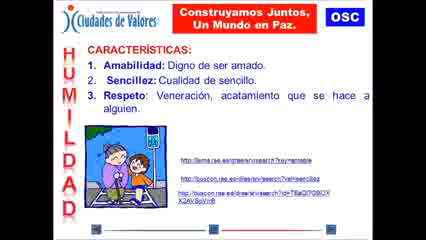 Ciudades de Valores
Construyamos Juntos,
Un Mundo en Paz.
OSC
HUMILDAD
CARACTERÍSTICAS:
1. Amabilidad: Digno de ser amado.
2. Sencillez: Cualidad de sencillo.
3. Respeto: Veneración, acatamiento que se hace a
alguien.